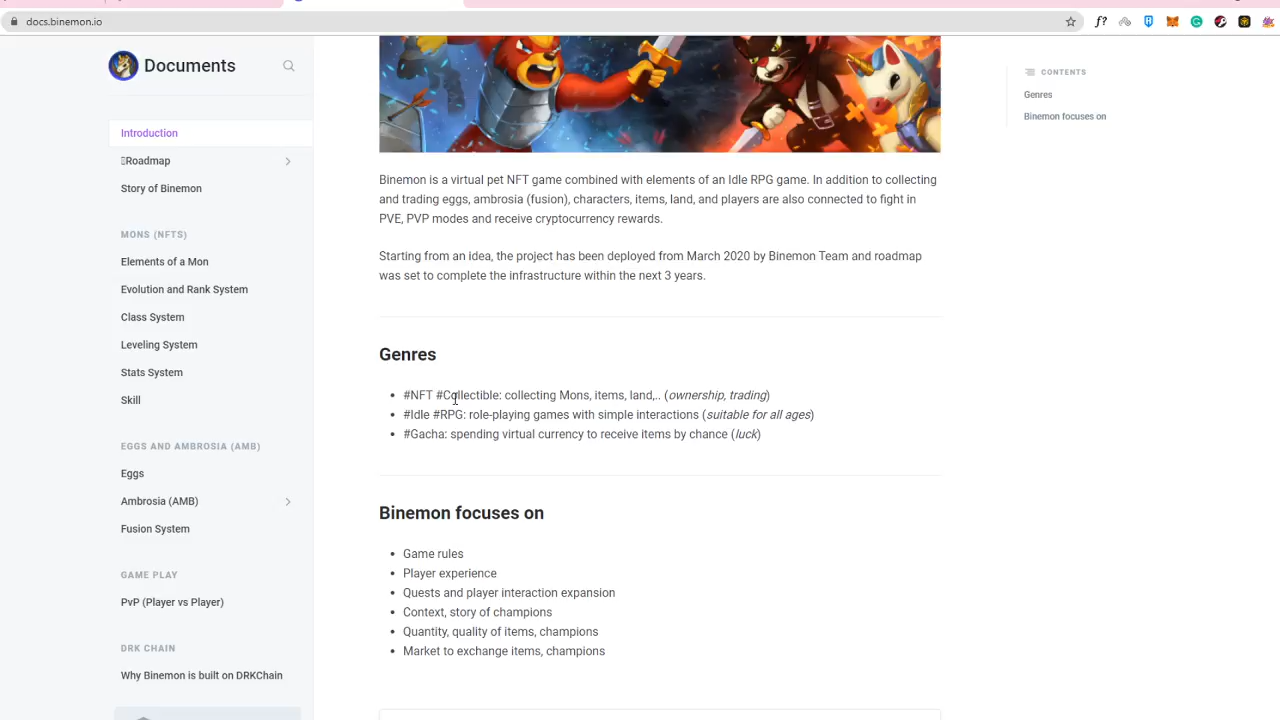 docs.binemon.io
Documents
Introduction
Roadmap
Story of Binemon
MONS (NFTS)
Elements of a Mon
Evolution and Rank System
Class System
Leveling System
Stats System
Skill
EGGS AND AMBROSIA (AMB)
Eggs
Ambrosia (AMB)
Fusion System
GAME PLAY
PvP (Player vs Player)
DRK CHAIN
Why Binemon is built on DRKChain
Binemon is a virtual pet NFT game combined with elements of an Idle RPG game. In addition to collecting
and trading eggs, ambrosia (fusion), characters, items, land, and players are also connected to fight in
PVE, PVP modes and receive cryptocurrency rewards.
Starting from an idea, the project has been deployed from March 2020 by Binemon Team and roadmap
was set to complete the infrastructure within the next 3 years.
Genres
• #NFT #Collectible: collecting Mons, items, land,.. (ownership, trading)
• #Idle #RPG: role-playing games with simple interactions (suitable for all ages)
• #Gacha: spending virtual currency to receive items by chance (luck)
Binemon focuses on
• Game rules
• Player experience
• Quests and player interaction expansion
• Context, story of champions
• Quantity, quality of items, champions
• Market to exchange items, champions
CONTENTS
Genres
Binemon focuses on